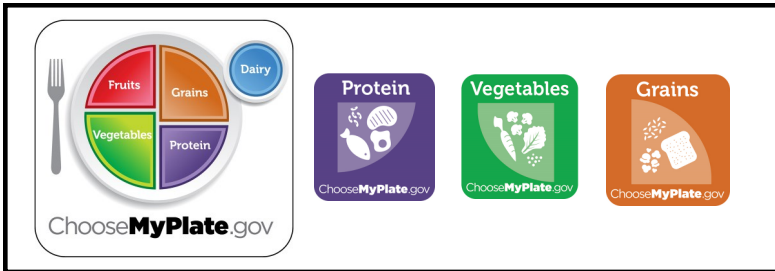 Fruits
Grains
Dairy
Vegetables
Protein
ChooseMyPlate.gov
Protein
ChooseMyPlate.gov
Vegetables
ChooseMyPlate.gov
Grains
ChooseMyPlate.gov